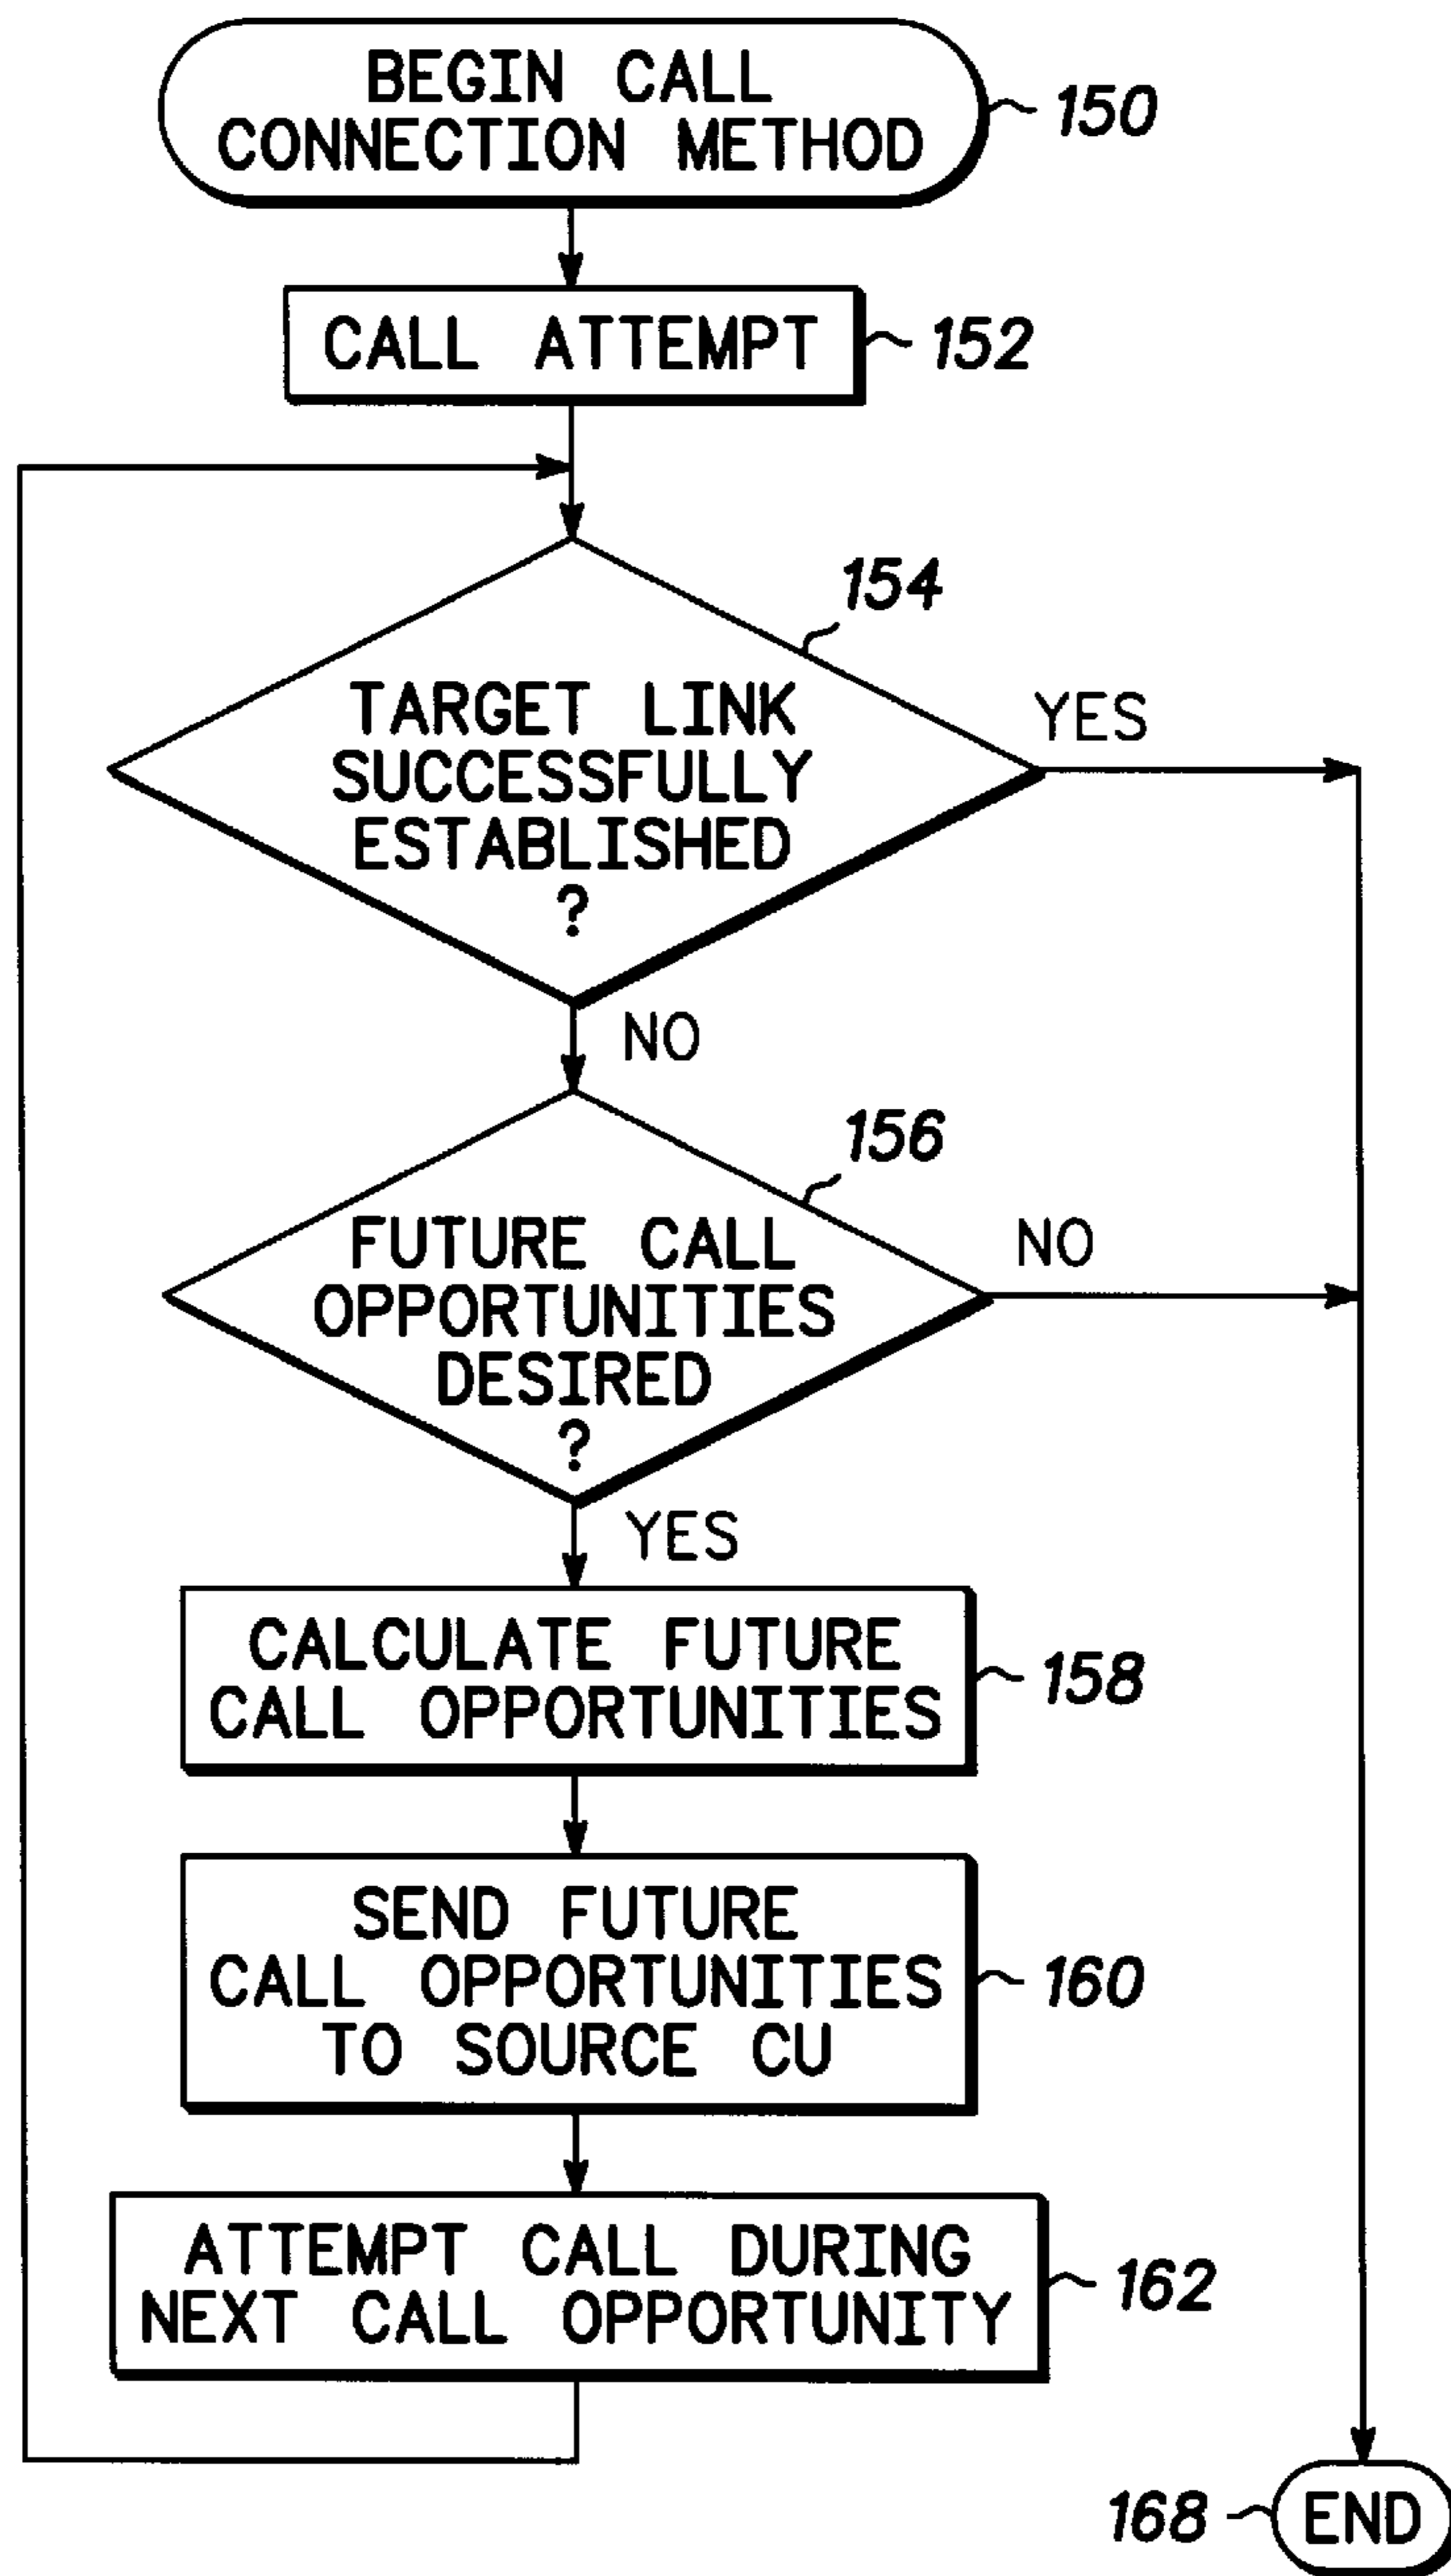 BEGIN CALL
CONNECTION METHOD
150
CALL ATTEMPT
152
154
TARGET LINK
SUCCESSFULLY
ESTABLISHED
?
YES
NO
156
FUTURE CALL
OPPORTUNITIES
DESIRED
?
NO
YES
CALCULATE FUTURE
CALL OPPORTUNITIES
158
SEND FUTURE
CALL OPPORTUNITIES
TO SOURCE CU
160
ATTEMPT CALL DURING
NEXT CALL OPPORTUNITY
162
168
END